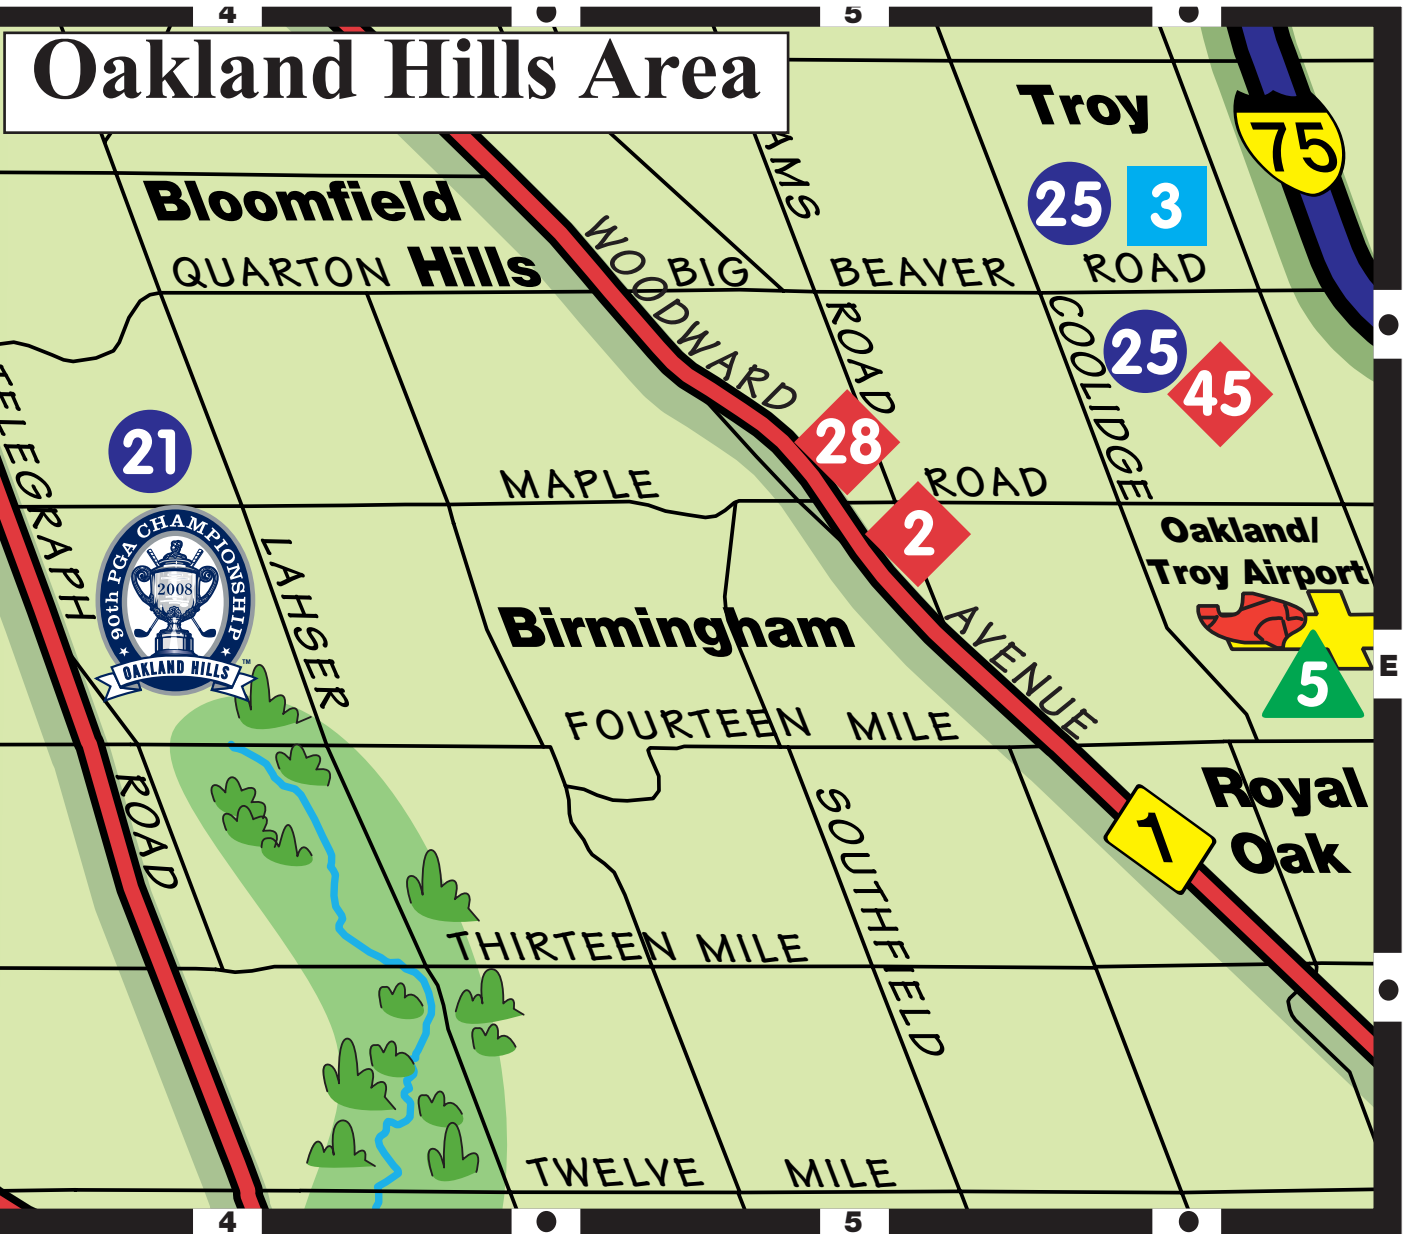 4
5
Oakland Hills Area
Troy
75
AMS
25
3
Bloomfield
Hills
QUARTON
WOODWARD
BIG
BEAVER
ROAD
ROAD
COOLIDGE
25
45
TELEGRAPH
21
28
MAPLE
ROAD
2
90th PGA CHAMPIONSHIP
2008
OAKLAND HILLS
TM
LAHSER
Oakland/
Troy Airport
Birmingham
AVENUE
5
E
FOURTEEN MILE
ROAD
SOUTHFIELD
1
Royal
Oak
THIRTEEN MILE
TWELVE MILE
4
5